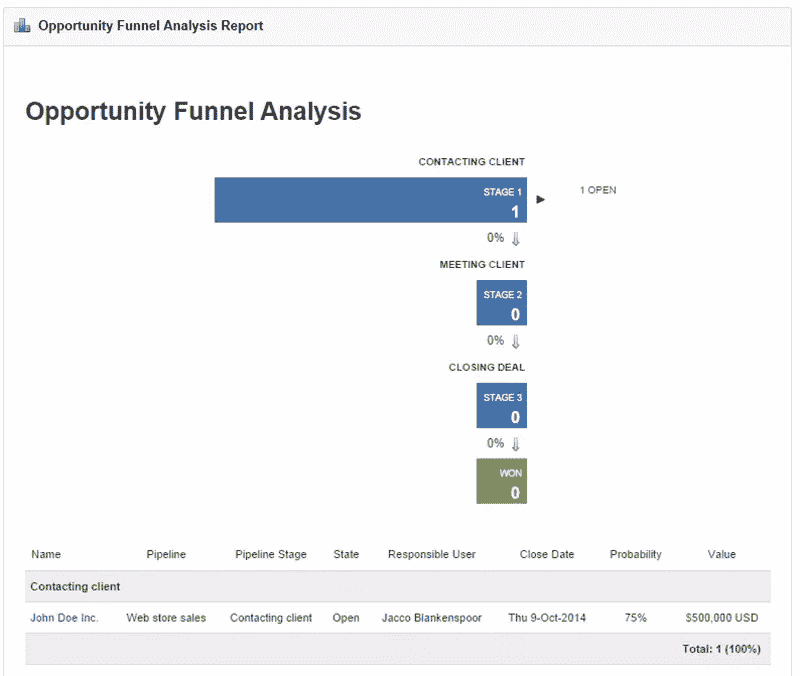 Opportunity Funnel Analysis Report
Opportunity Funnel Analysis
CONTACTING CLIENT
STAGE 1
1
1 OPEN
0%
MEETING CLIENT
STAGE 2
0
0%
CLOSING DEAL
STAGE 3
0
0%
WON
0
Name Pipeline Pipeline Stage State Responsible User Close Date Probability Value
Contacting client
John Doe Inc. Web store sales Contacting client Open Jacco Blankenspoor Thu 9-Oct-2014 75% $500,000 USD
Total: 1 (100%)